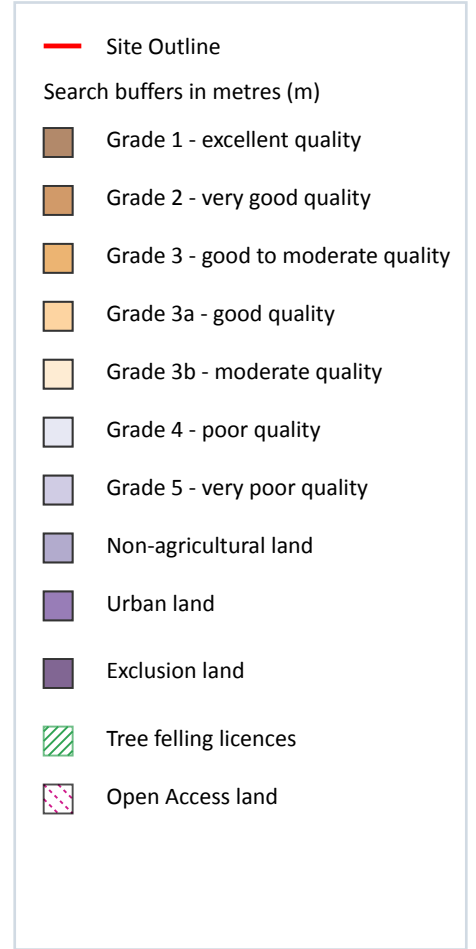 Site Outline
Search buffers in metres (m)
Grade 1 - excellent quality
Grade 2 - very good quality
Grade 3 - good to moderate quality
Grade 3a - good quality
Grade 3b - moderate quality
Grade 4 - poor quality
Grade 5 - very poor quality
Non-agricultural land
Urban land
Exclusion land
Tree felling licences
Open Access land